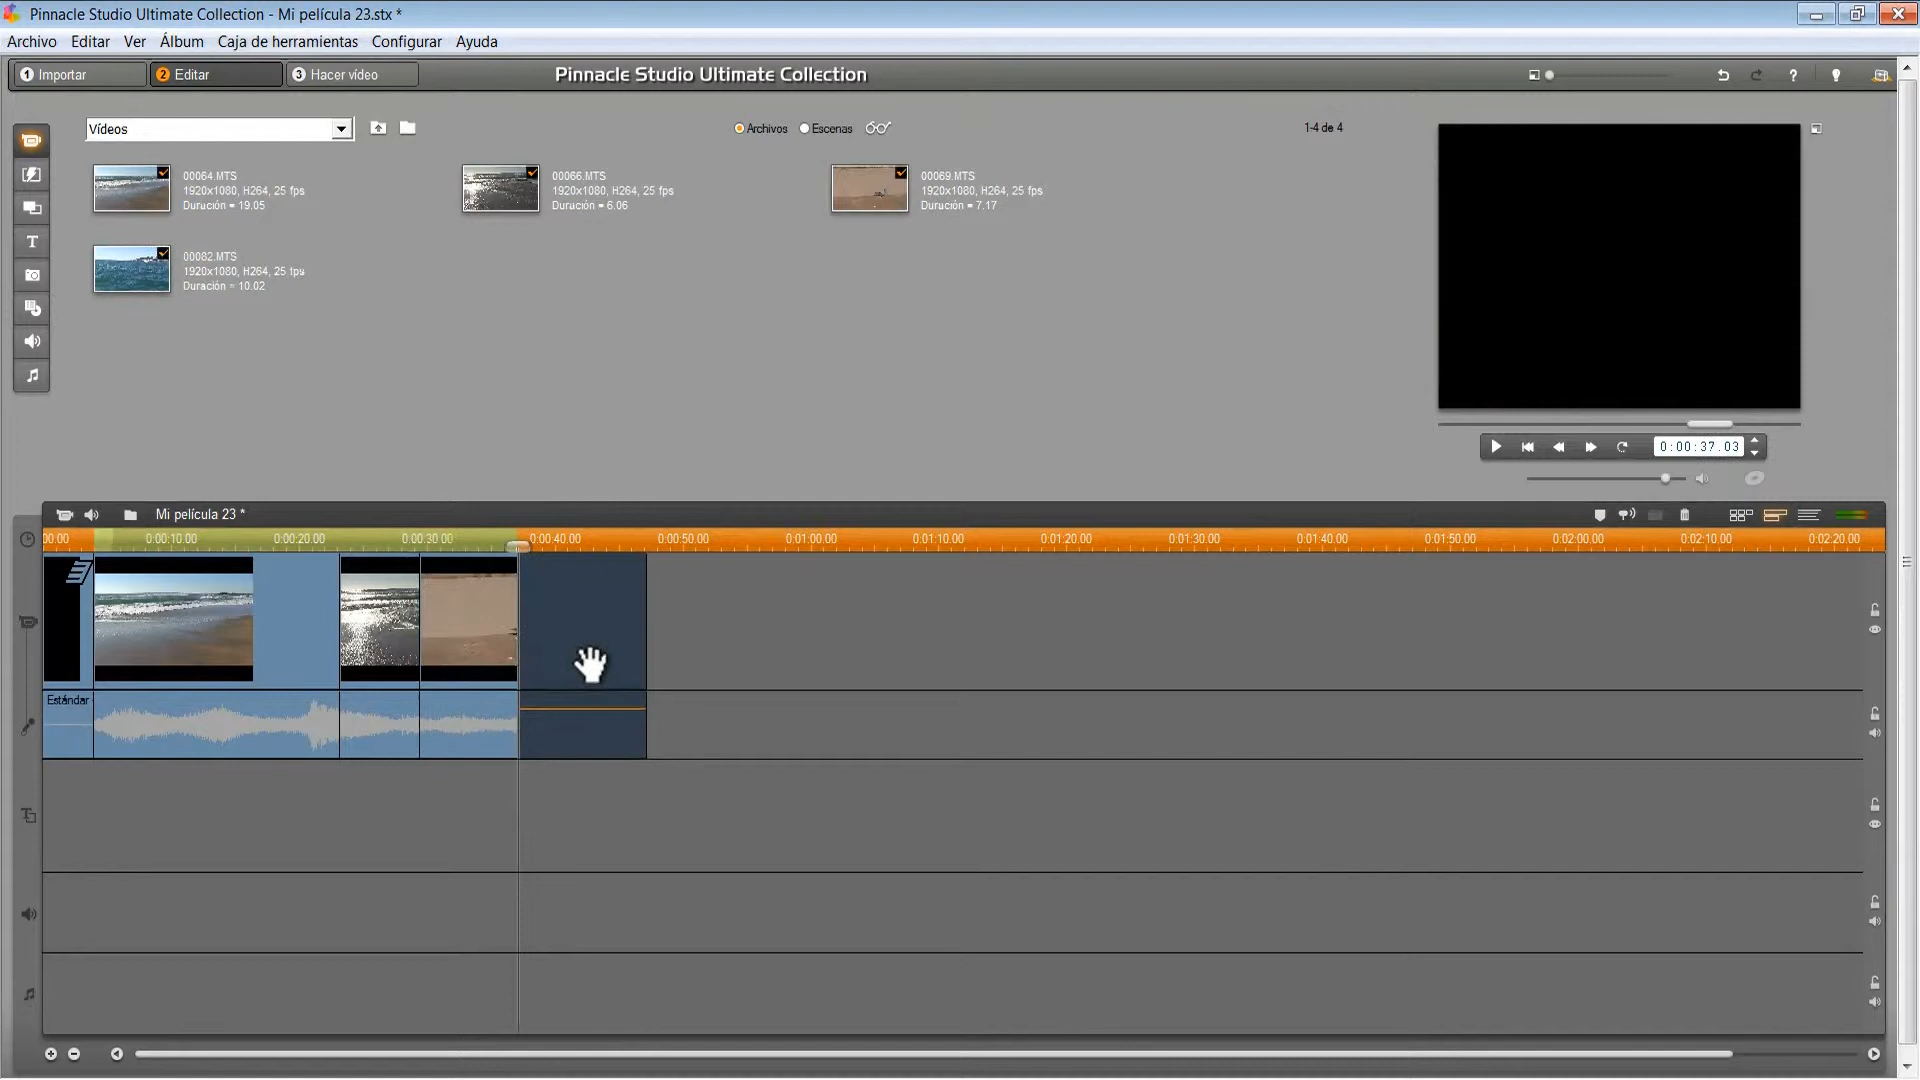 Pinnacle Studio Ultimate Collection - Mi película 23.stx *
Archivo Editar Ver Álbum Caja de herramientas Configurar Ayuda
1 Importar 2 Editar 3 Hacer vídeo Pinnacle Studio Ultimate Collection ?
Vídeos Archivos Escenas 1-4 de 4
00064.MTS
1920x1080, H264, 25 fps
Duración = 19.05
00066.MTS
1920x1080, H264, 25 fps
Duración = 6.06
00069.MTS
1920x1080, H264, 25 fps
Duración = 7.17
00082.MTS
1920x1080, H264, 25 fps
Duración = 10.02
T
0:00:37.03
Mi película 23 *
00.00 0:00:10.00 0:00:20.00 0:00:30.00 0:00:40.00 0:00:50.00 0:01:00.00 0:01:10.00 0:01:20.00 0:01:30.00 0:01:40.00 0:01:50.00 0:02:00.00 0:02:10.00 0:02:20.00
Estándar